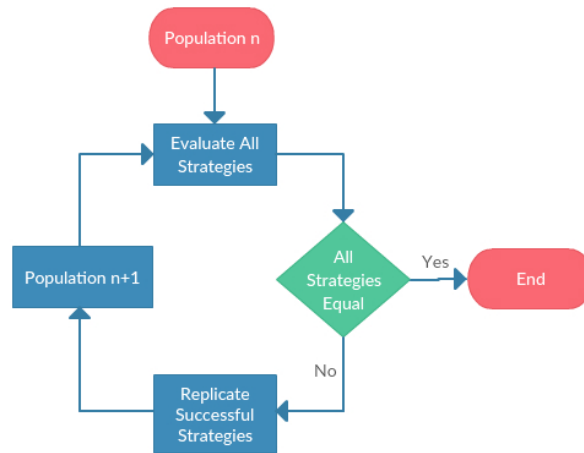 Population n
Evaluate All
Strategies
All
Strategies
Equal
Yes
End
Population n+1
No
Replicate
Successful
Strategies